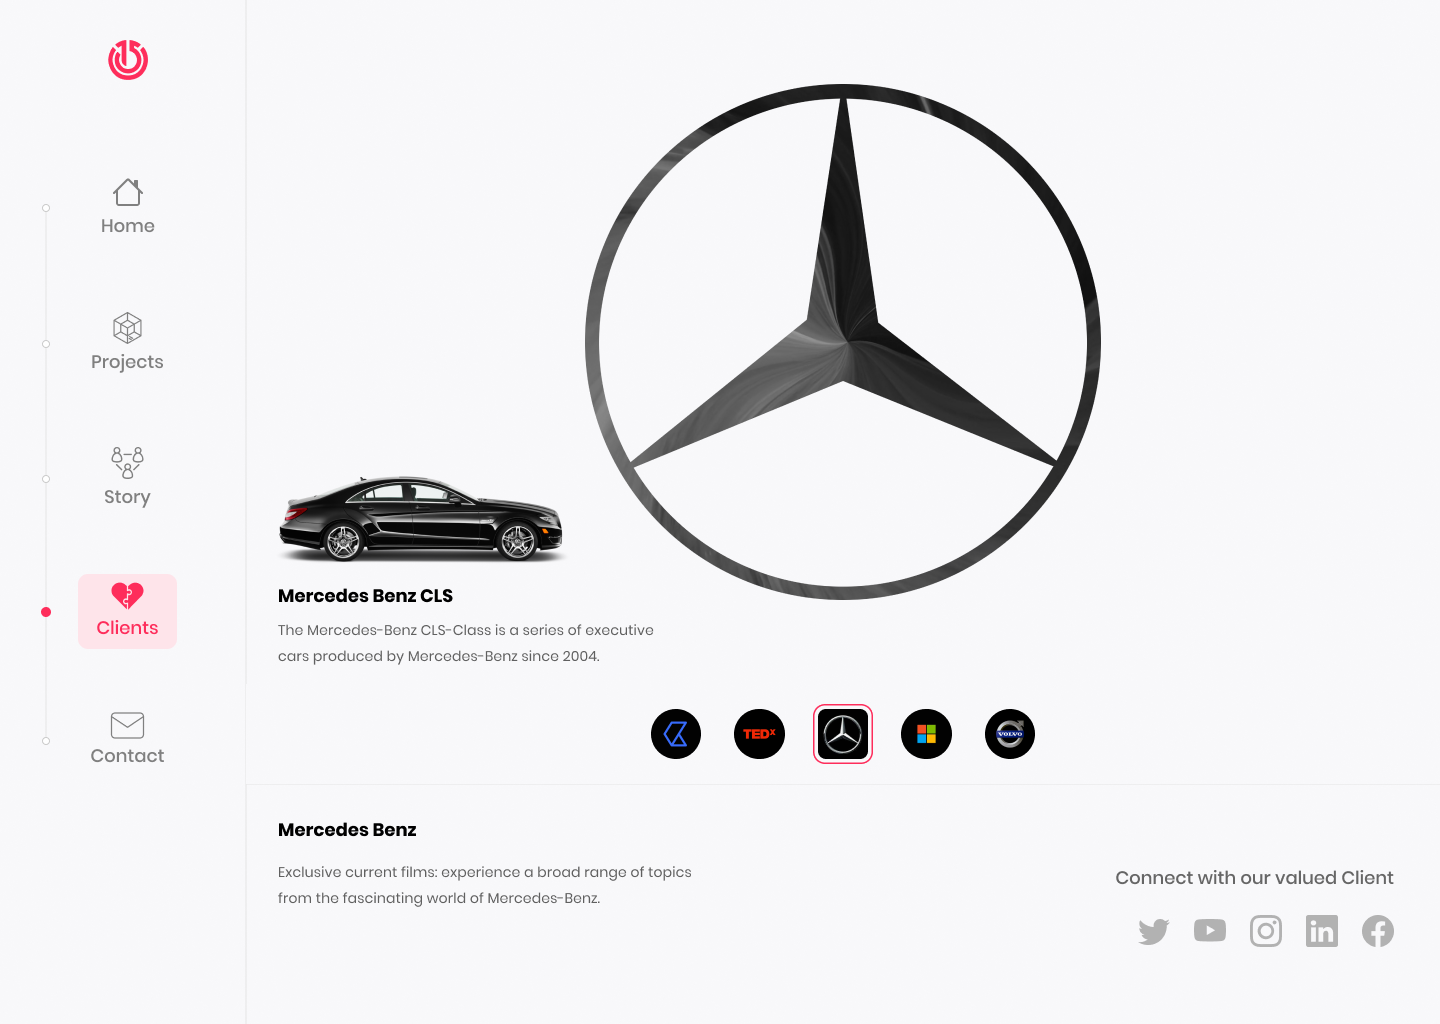 Home
Projects
Story
Clients
Contact
Mercedes Benz CLS
The Mercedes-Benz CLS-Class is a series of executive
cars produced by Mercedes-Benz since 2004.
TEDx
VOLVO
Mercedes Benz
Exclusive current films: experience a broad range of topics
from the fascinating world of Mercedes-Benz.
Connect with our valued Client
in